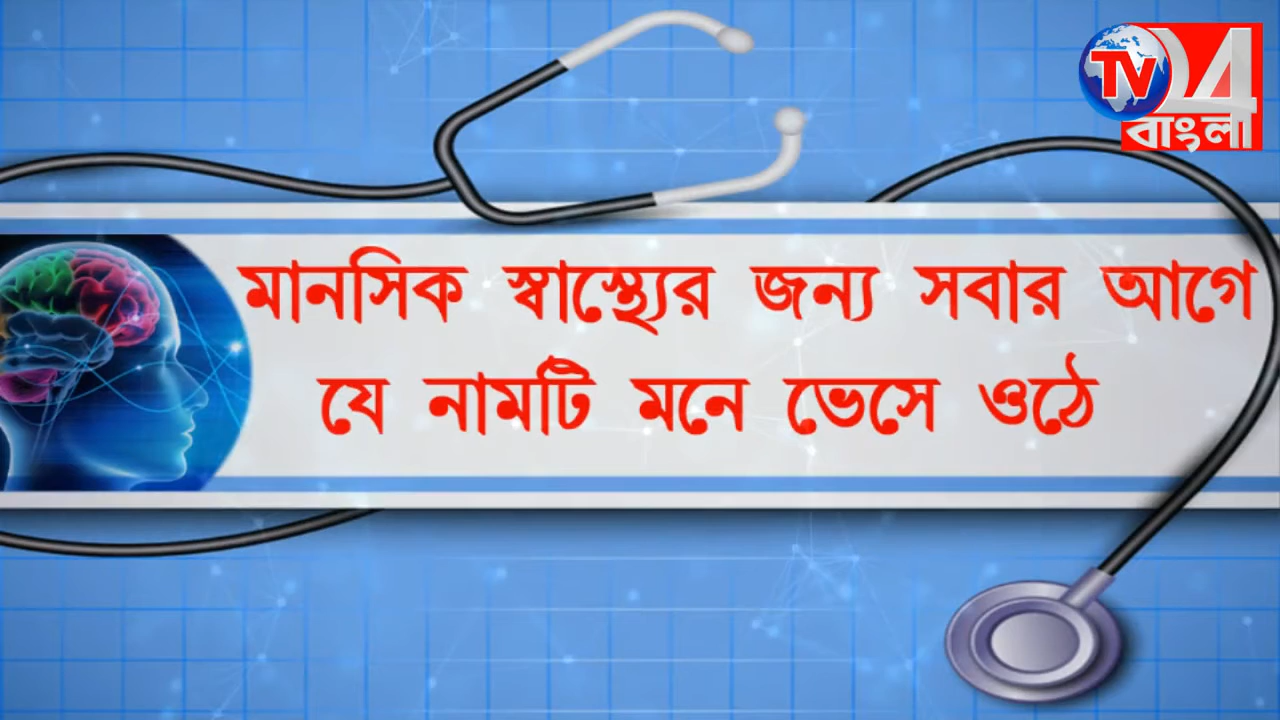 TV 24
বাংলা
মানসিক স্বাস্থ্যের জন্য সবার আগে
যে নামটি মনে ভেসে ওঠে